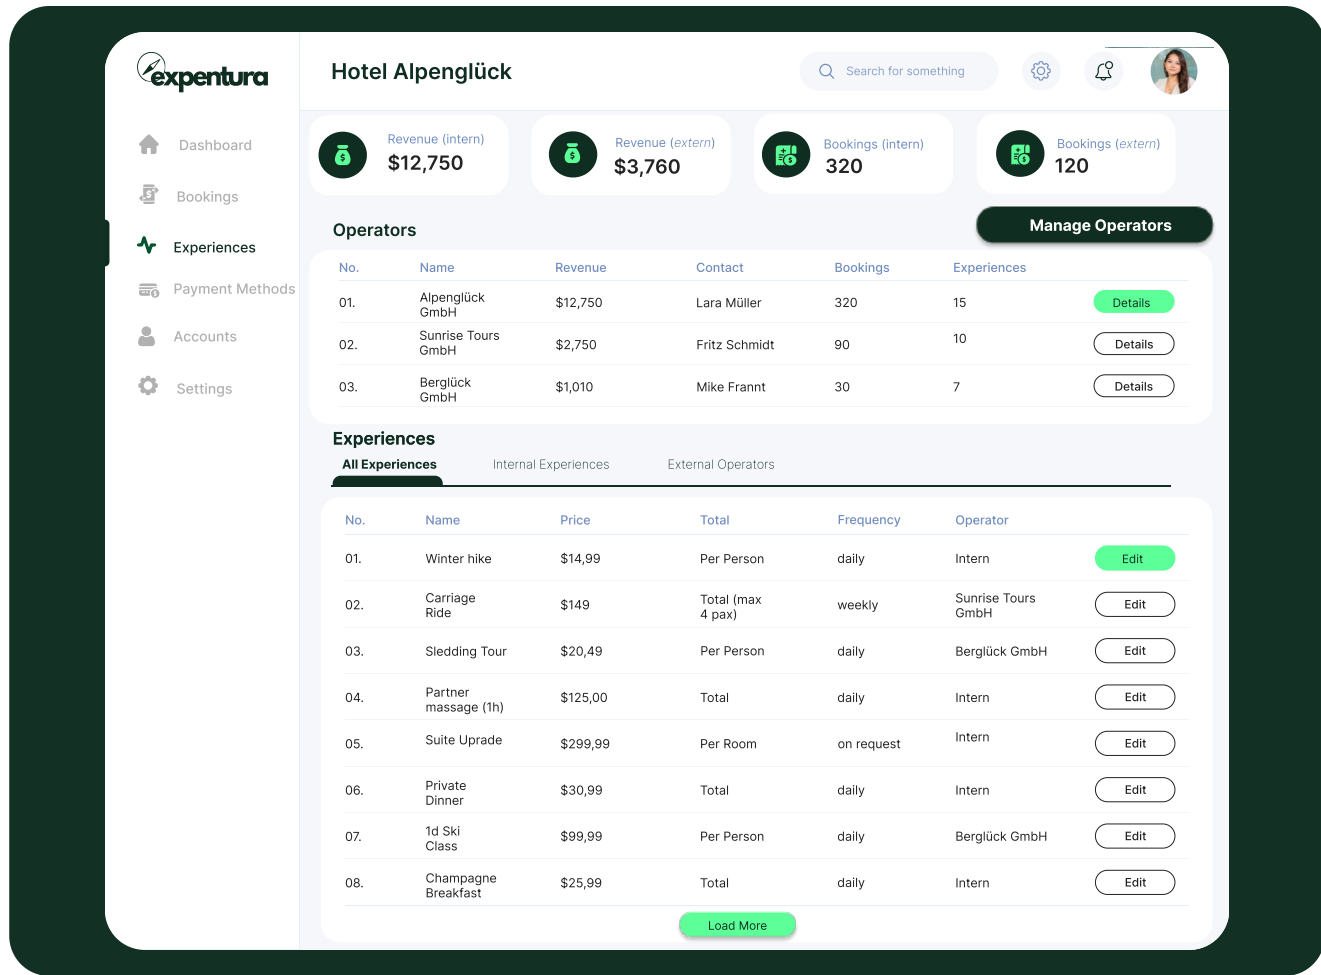 expentura
Hotel Alpenglück
Search for something
Dashboard
Bookings
Experiences
Payment Methods
Accounts
Settings
Revenue (intern)
$12,750
Revenue (extern)
$3,760
Bookings (intern)
320
Bookings (extern)
120
Operators
Manage Operators
No. Name Revenue Contact Bookings Experiences
01. Alpenglück GmbH $12,750 Lara Müller 320 15 Details
02. Sunrise Tours GmbH $2,750 Fritz Schmidt 90 10 Details
03. Berglück GmbH $1,010 Mike Frannt 30 7 Details
Experiences
All Experiences Internal Experiences External Operators
No. Name Price Total Frequency Operator
01. Winter hike $14,99 Per Person daily Intern Edit
02. Carriage Ride $149 Total (max 4 pax) weekly Sunrise Tours GmbH Edit
03. Sledding Tour $20,49 Per Person daily Berglück GmbH Edit
04. Partner massage (1h) $125,00 Total daily Intern Edit
05. Suite Uprade $299,99 Per Room on request Intern Edit
06. Private Dinner $30,99 Total daily Intern Edit
07. 1d Ski Class $99,99 Per Person daily Berglück GmbH Edit
08. Champagne Breakfast $25,99 Total daily Intern Edit
Load More